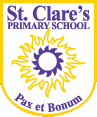 St. Clare's
PRIMARY SCHOOL
Pax et Bonum